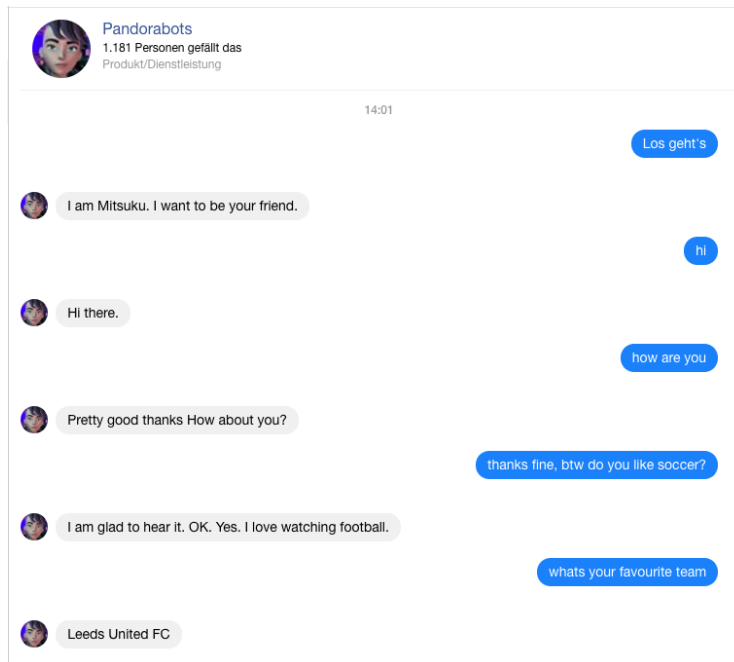 Pandorabots
1.181 Personen gefällt das
Produkt/Dienstleistung
14:01
Los geht's
I am Mitsuku. I want to be your friend.
hi
Hi there.
how are you
Pretty good thanks How about you?
thanks fine, btw do you like soccer?
I am glad to hear it. OK. Yes. I love watching football.
whats your favourite team
Leeds United FC